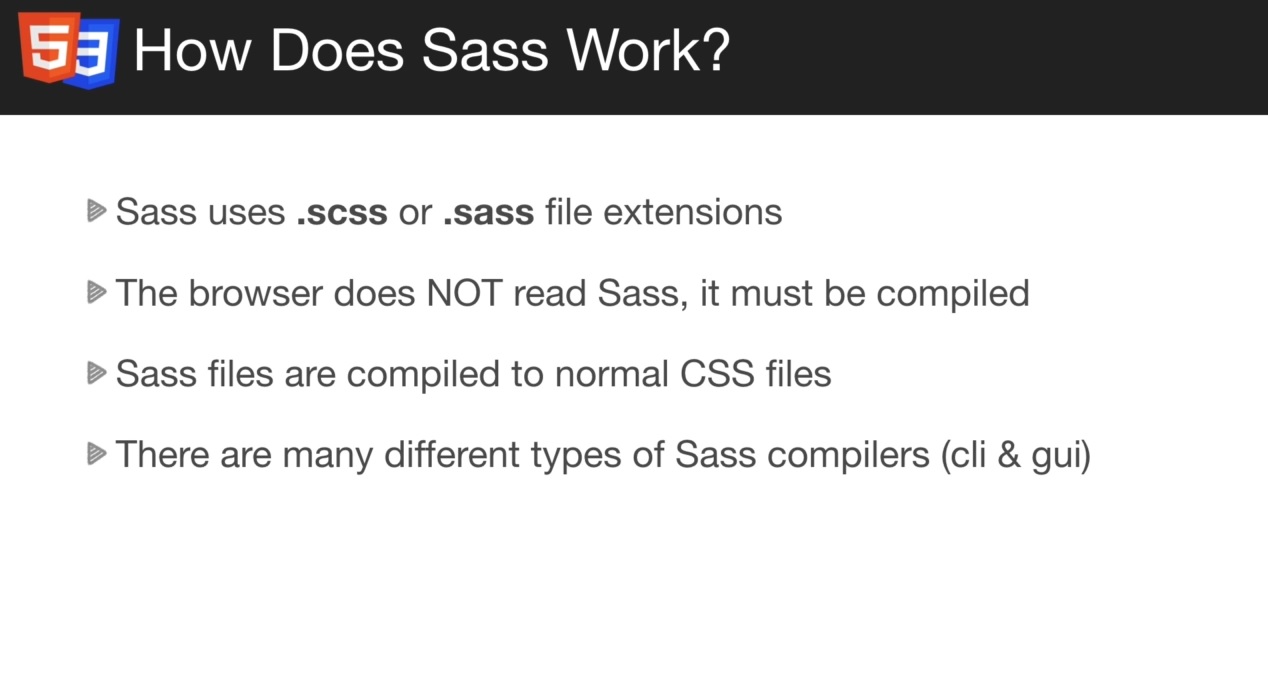 How Does Sass Work?
Sass uses .scss or .sass file extensions
The browser does NOT read Sass, it must be compiled
Sass files are compiled to normal CSS files
There are many different types of Sass compilers (cli & gui)